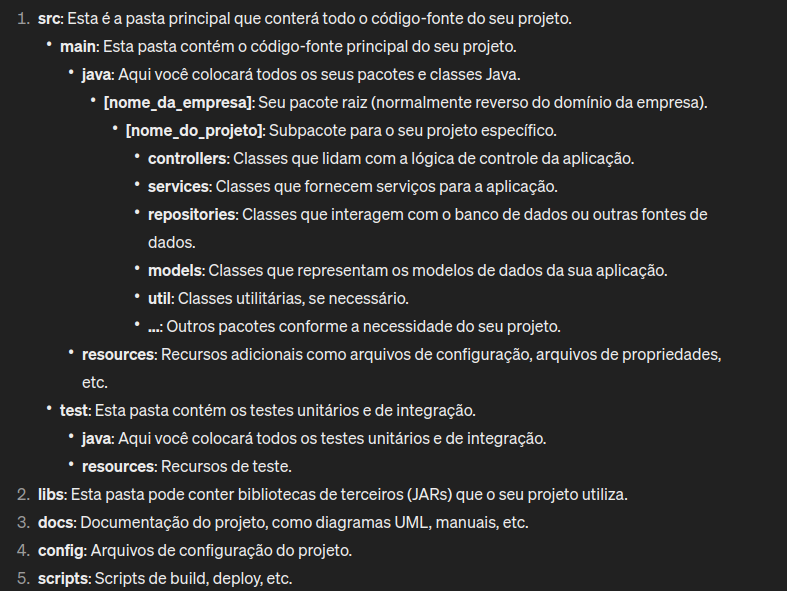 1. src: Esta é a pasta principal que conterá todo o código-fonte do seu projeto.
• main: Esta pasta contém o código-fonte principal do seu projeto.
• java: Aqui você colocará todos os seus pacotes e classes Java.
• [nome_da_empresa]: Seu pacote raiz (normalmente reverso do domínio da empresa).
• [nome_do_projeto]: Subpacote para o seu projeto específico.
• controllers: Classes que lidam com a lógica de controle da aplicação.
• services: Classes que fornecem serviços para a aplicação.
• repositories: Classes que interagem com o banco de dados ou outras fontes de
dados.
• models: Classes que representam os modelos de dados da sua aplicação.
• util: Classes utilitárias, se necessário.
• ...: Outros pacotes conforme a necessidade do seu projeto.
• resources: Recursos adicionais como arquivos de configuração, arquivos de propriedades,
etc.
• test: Esta pasta contém os testes unitários e de integração.
• java: Aqui você colocará todos os testes unitários e de integração.
• resources: Recursos de teste.
2. libs: Esta pasta pode conter bibliotecas de terceiros (JARs) que o seu projeto utiliza.
3. docs: Documentação do projeto, como diagramas UML, manuais, etc.
4. config: Arquivos de configuração do projeto.
5. scripts: Scripts de build, deploy, etc.